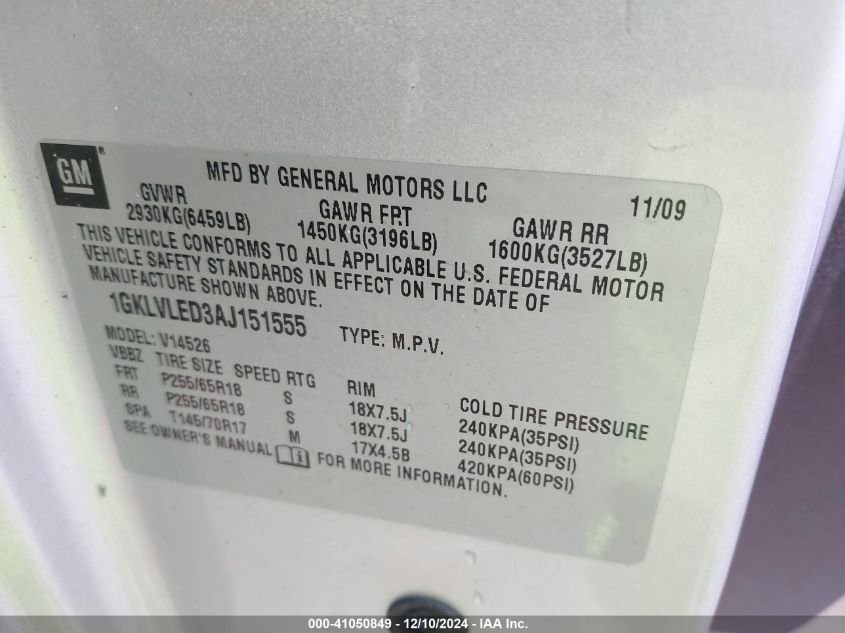 GM
MFD BY GENERAL MOTORS LLC 11/09
GVWR GAWR FRT GAWR RR
2930KG(6459LB) 1450KG(3196LB) 1600KG(3527LB)
THIS VEHICLE CONFORMS TO ALL APPLICABLE U.S. FEDERAL MOTOR
VEHICLE SAFETY STANDARDS IN EFFECT ON THE DATE OF
MANUFACTURE SHOWN ABOVE.
1GKLVLED3AJ151555 TYPE: M.P.V.
MODEL: V14526
VBBZ TIRE SIZE SPEED RTG RIM COLD TIRE PRESSURE
FRT P255/65R18 S 18X7.5J 240KPA(35PSI)
RR P255/65R18 S 18X7.5J 240KPA(35PSI)
SPA T145/70R17 M 17X4.5B 420KPA(60PSI)
SEE OWNER'S MANUAL FOR MORE INFORMATION.
000-41050849 - 12/10/2024 - IAA Inc.